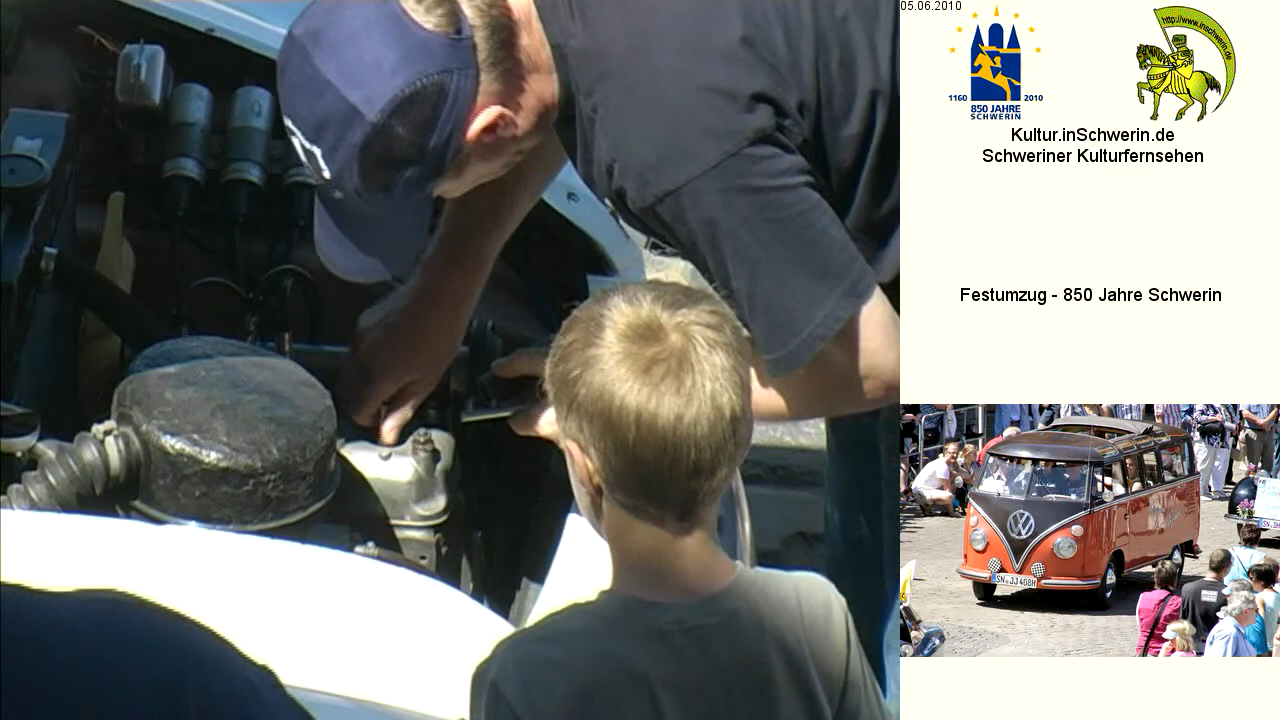 05.06.2010
http://www.inschwerin.de
1160 2010
850 JAHRE
SCHWERIN
Kultur.inSchwerin.de
Schweriner Kulturfernsehen
Festumzug - 850 Jahre Schwerin
SN JJ 408H